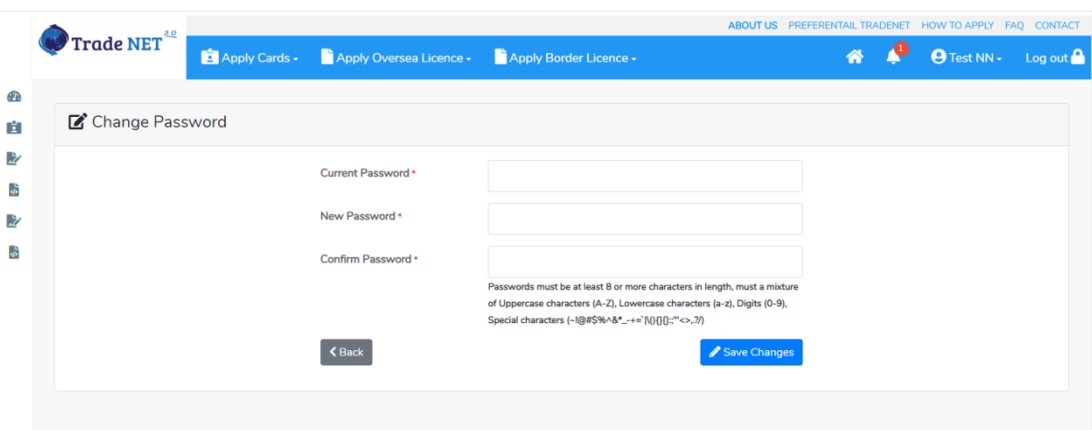 ABOUT US PREFERENTAIL TRADENET HOW TO APPLY FAQ CONTACT
Trade NET 2.0
Apply Cards Apply Oversea Licence Apply Border Licence 1 Test NN Log out
Change Password
Current Password *
New Password *
Confirm Password *
Passwords must be at least 8 or more characters in length, must a mixture
of Uppercase characters (A-Z), Lowercase characters (a-z), Digits (0-9),
Special characters (~!@#$%^&*_-+=`|\(){}[]:;"'<>,.?/)
Back Save Changes